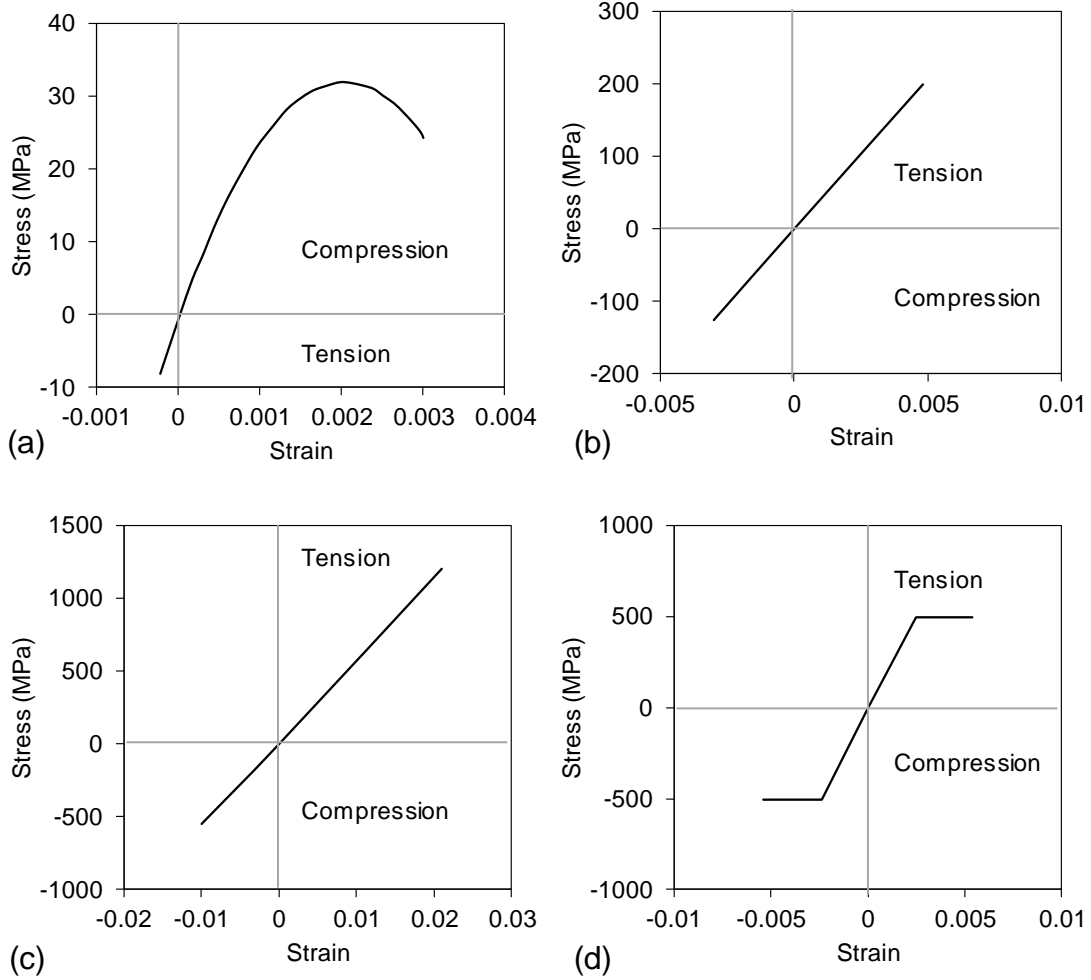 40
30
20
10
0
-10
Stress (MPa)
Compression
Tension
-0.001 0 0.001 0.002 0.003 0.004
Strain
(a)
300
200
100
0
-100
-200
Stress (MPa)
Tension
Compression
-0.005 0 0.005 0.01
Strain
(b)
1500
1000
500
0
-500
-1000
Stress (MPa)
Tension
Compression
-0.02 -0.01 0 0.01 0.02 0.03
Strain
(c)
1000
500
0
-500
-1000
Stress (MPa)
Tension
Compression
-0.01 -0.005 0 0.005 0.01
Strain
(d)